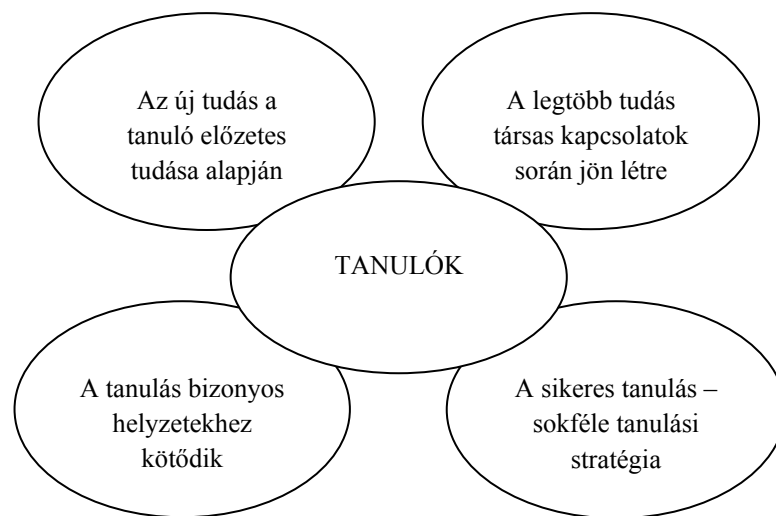 Az új tudás a
tanuló előzetes
tudása alapján
A legtöbb tudás
társas kapcsolatok
során jön létre
TANULÓK
A tanulás bizonyos
helyzetekhez
kötődik
A sikeres tanulás –
sokféle tanulási
stratégia